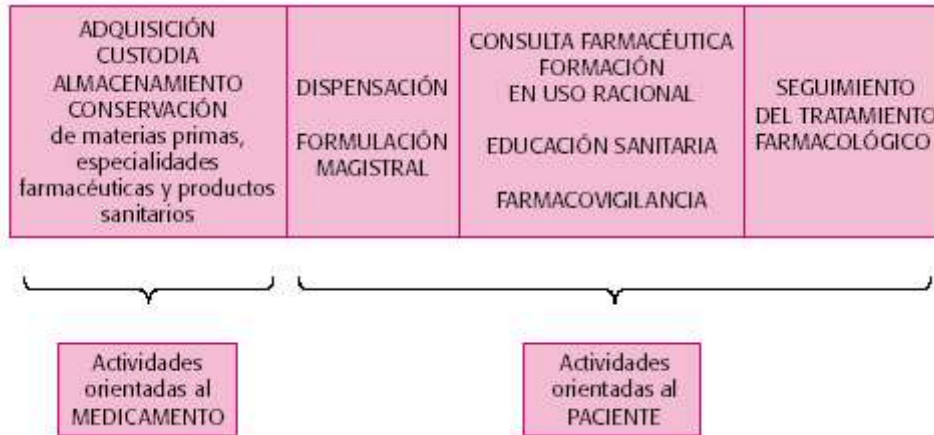 ADQUISICIÓN
CUSTODIA
ALMACENAMIENTO
CONSERVACIÓN
de materias primas,
especialidades
farmacéuticas y productos
sanitarios
DISPENSACIÓN
FORMULACIÓN
MAGISTRAL
CONSULTA FARMACÉUTICA
FORMACIÓN
EN USO RACIONAL
EDUCACIÓN SANITARIA
FARMACOVIGILANCIA
SEGUIMIENTO
DEL TRATAMIENTO
FARMACOLÓGICO
Actividades
orientadas al
MEDICAMENTO
Actividades
orientadas al
PACIENTE